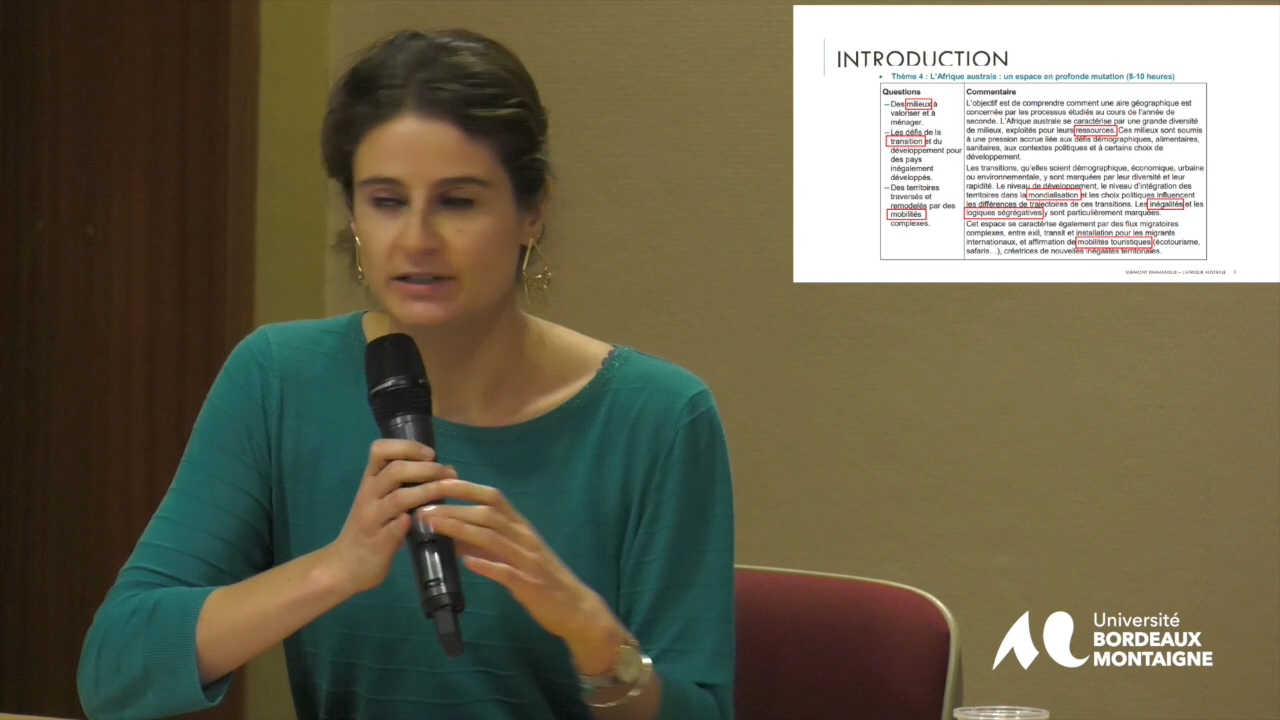 INTRODUCTION
• Thème 4 : L'Afrique australe : un espace en profonde mutation (8-10 heures)
Questions
– Des milieux à
valoriser et à
ménager.
– Les défis de la
transition et du
développement pour
des pays
inégalement
développés.
– Des territoires
traversés et
remodelés par des
mobilités
complexes.
Commentaire
L'objectif est de comprendre comment une aire géographique est
concernée par les processus étudiés au cours de l'année de
seconde. L'Afrique australe se caractérise par une grande diversité
de milieux, exploités pour leurs ressources. Ces milieux sont soumis
à une pression accrue liée aux défis démographiques, alimentaires,
sanitaires, aux contextes politiques et à certains choix de
développement.
Les transitions, qu'elles soient démographique, économique, urbaine
ou environnementale, y sont marquées par leur diversité et leur
rapidité. Le niveau de développement, le niveau d'intégration des
territoires dans la mondialisation et les choix politiques influencent
les différences de trajectoires de ces transitions. Les inégalités et les
logiques ségrégatives y sont particulièrement marquées.
Cet espace se caractérise également par des flux migratoires
complexes, entre exil, transit et installation pour les migrants
internationaux, et affirmation de mobilités touristiques (écotourisme,
safaris…), créatrices de nouvelles inégalités territoriales.
SURMONT EMMANUELLE – L'AFRIQUE AUSTRALE 2
Université
BORDEAUX
MONTAIGNE